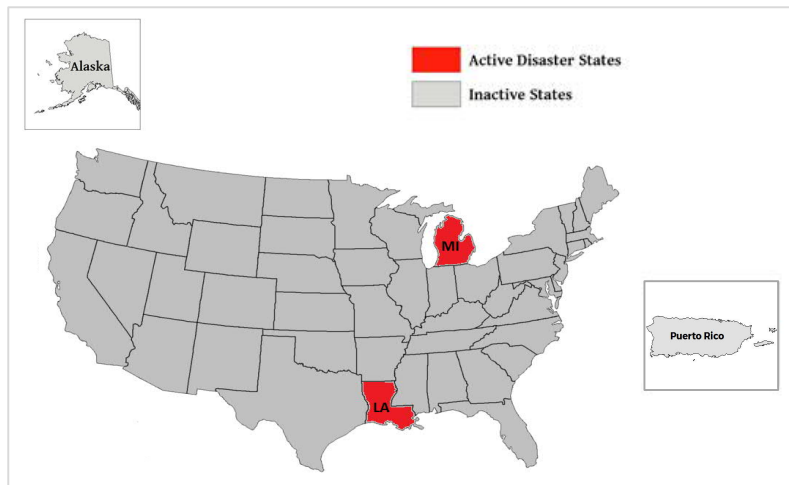 Alaska
Active Disaster States
Inactive States
MI
Puerto Rico
LA